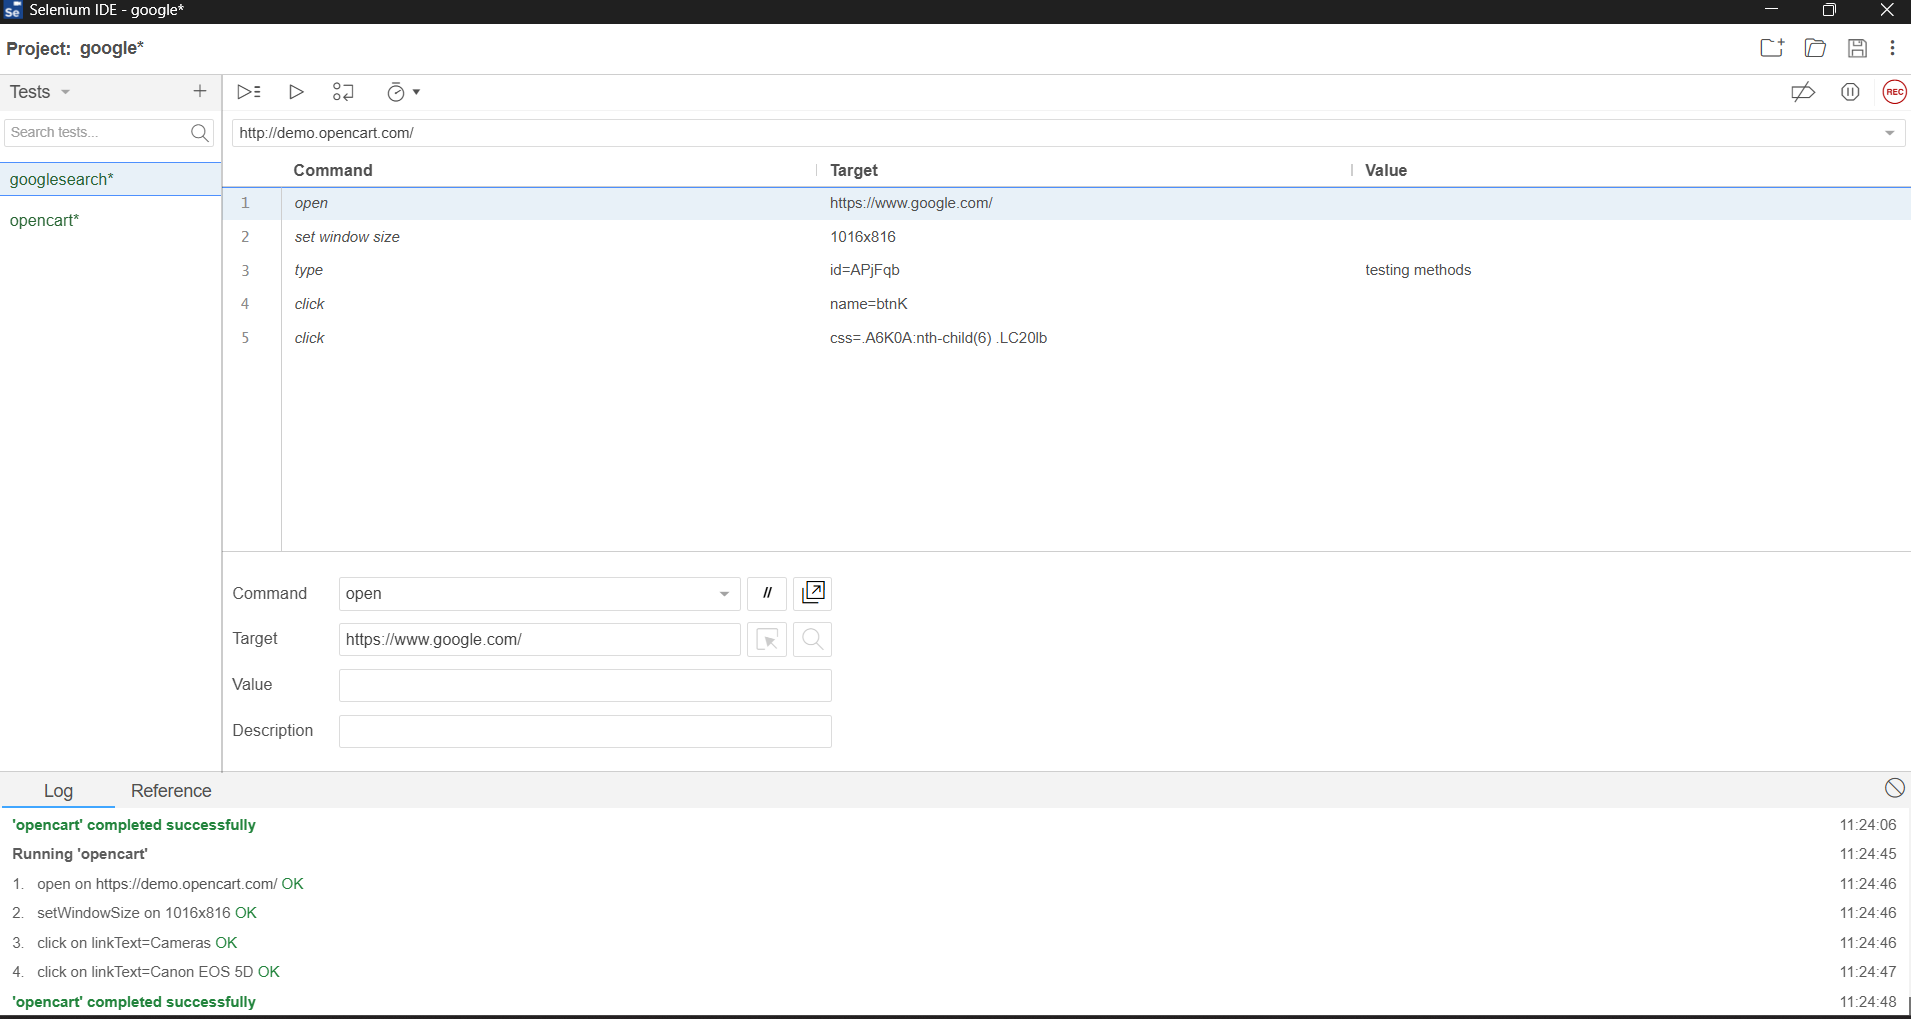 Se Selenium IDE - google*
Project: google*
Tests
Search tests...
googlesearch*
opencart*
REC
http://demo.opencart.com/
Command Target Value
1 open https://www.google.com/
2 set window size 1016x816
3 type id=APjFqb testing methods
4 click name=btnK
5 click css=.A6K0A:nth-child(6) .LC20lb
Command open //
Target https://www.google.com/
Value
Description
Log Reference
'opencart' completed successfully 11:24:06
Running 'opencart' 11:24:45
1. open on https://demo.opencart.com/ OK 11:24:46
2. setWindowSize on 1016x816 OK 11:24:46
3. click on linkText=Cameras OK 11:24:46
4. click on linkText=Canon EOS 5D OK 11:24:47
'opencart' completed successfully 11:24:48